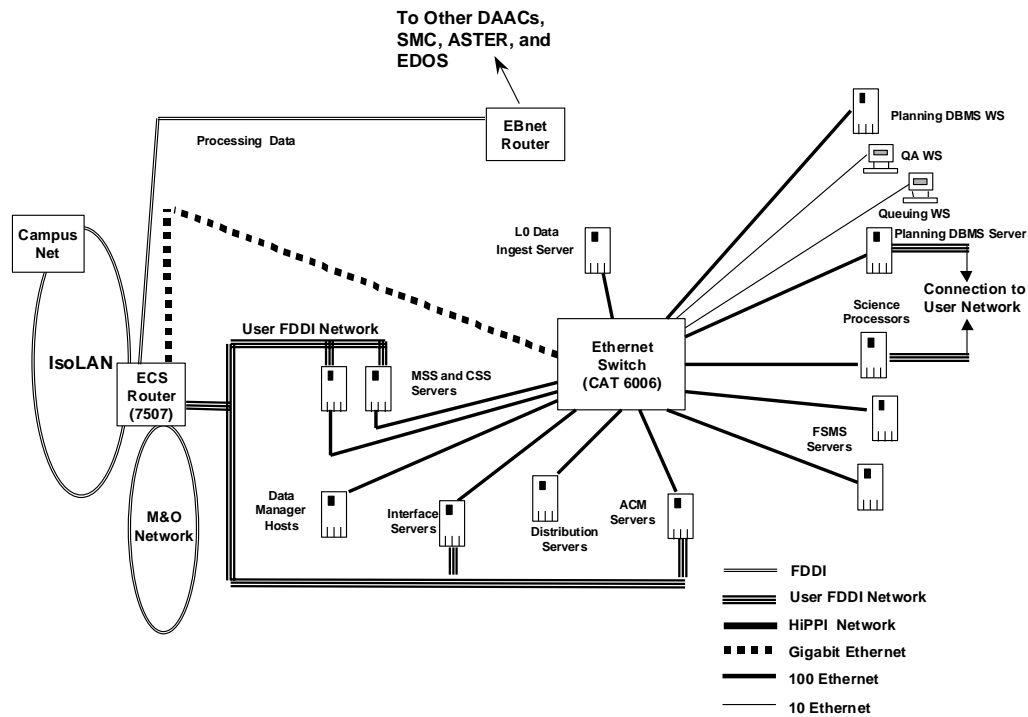 To Other DAACs,
SMC, ASTER, and
EDOS
EBnet
Router
Processing Data
Planning DBMS WS
QA WS
Queuing WS
Planning DBMS Server
Campus
Net
L0 Data
Ingest Server
Connection to
User Network
Science
Processors
User FDDI Network
Ethernet
Switch
(CAT 6006)
IsoLAN
ECS
Router
(7507)
MSS and CSS
Servers
FSMS
Servers
Data
Manager
Hosts
Interface
Servers
Distribution
Servers
ACM
Servers
M&O
Network
FDDI
User FDDI Network
HiPPI Network
Gigabit Ethernet
100 Ethernet
10 Ethernet